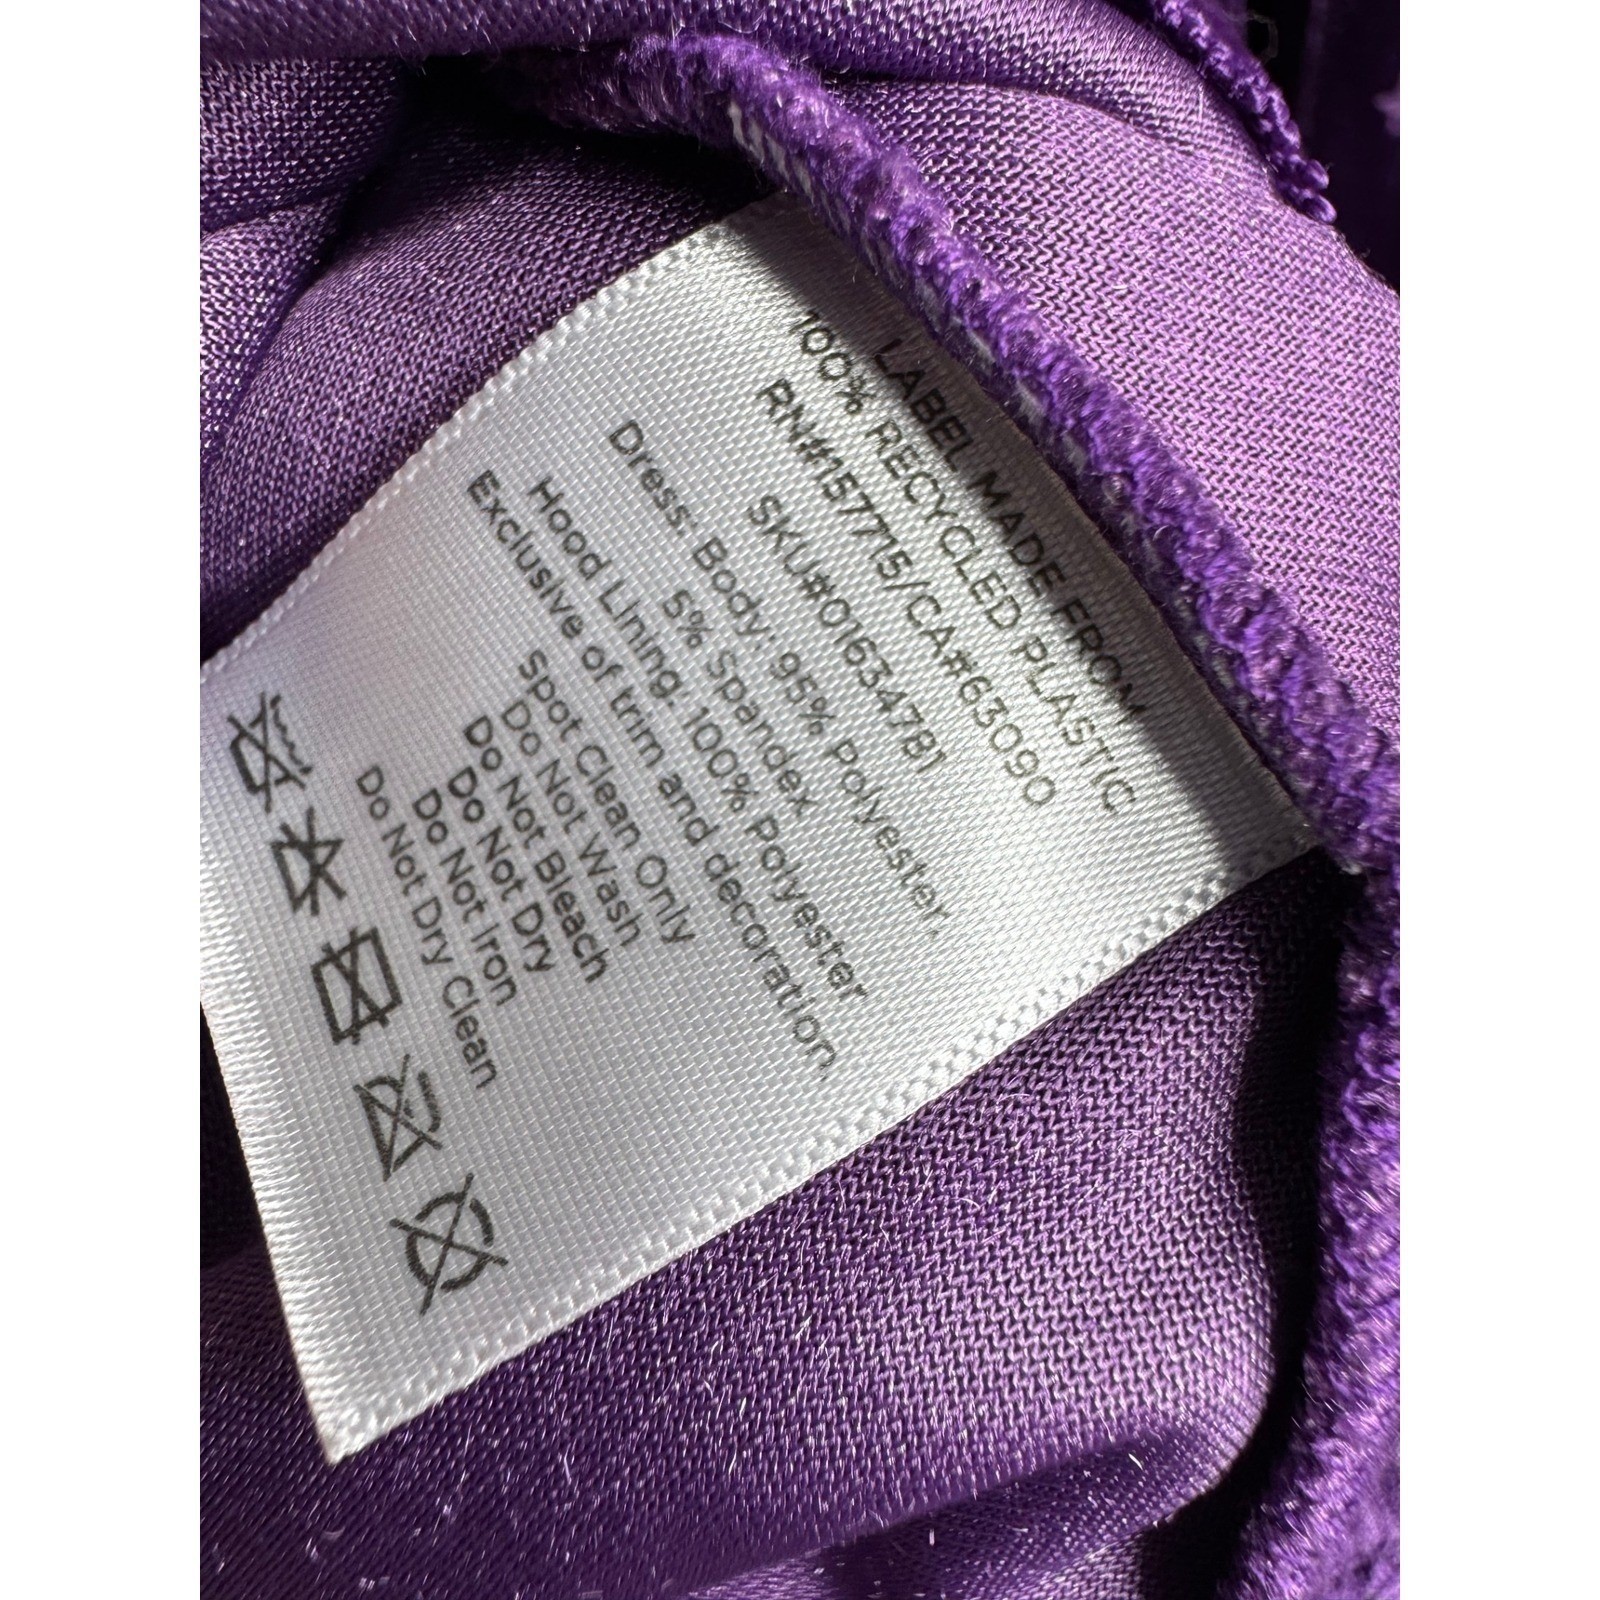 LABEL MADE FROM
100% RECYCLED PLASTIC
RN#157715/CA#63090
SKU#01634781
Dress: Body: 95% Polyester,
5% Spandex
Hood Lining: 100% Polyester
Exclusive of trim and decoration.
Spot Clean Only
Do Not Wash
Do Not Bleach
Do Not Dry
Do Not Iron
Do Not Dry Clean